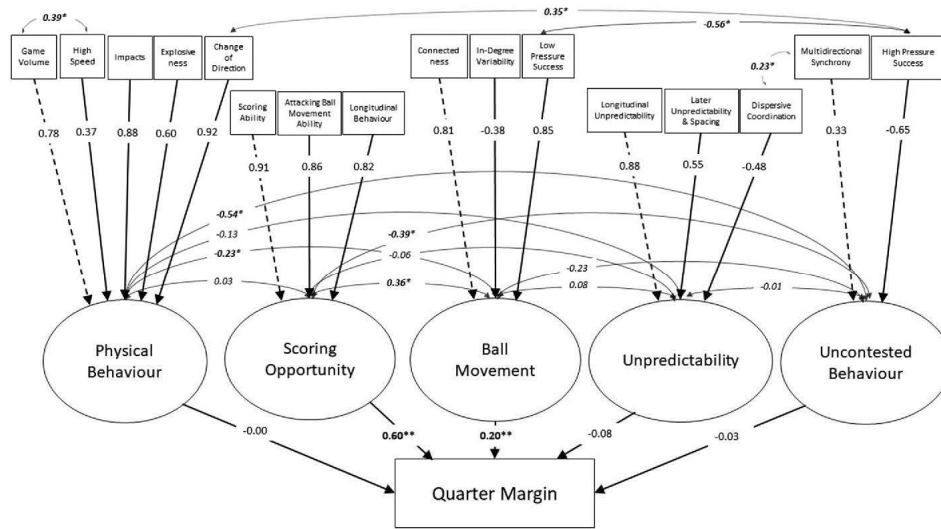 0.39*
0.35*
-0.56*
Game
Volume
High
Speed
Impacts
Explosive
ness
Change
of
Direction
Connected
ness
In-Degree
Variability
Low
Pressure
Success
Multidirectional
Synchrony
High Pressure
Success
0.23*
Scoring
Ability
Attacking Ball
Movement
Ability
Longitudinal
Behaviour
Longitudinal
Unpredictability
Later
Unpredictability
& Spacing
Dispersive
Coordination
0.78
0.37
0.88
0.60
0.92
0.91
0.86
0.82
0.81
-0.38
0.85
0.88
0.55
-0.48
0.33
-0.65
-0.54*
-0.13
-0.23*
0.03
-0.39*
-0.06
0.36*
-0.23
0.08
-0.01
Physical
Behaviour
Scoring
Opportunity
Ball
Movement
Unpredictability
Uncontested
Behaviour
-0.00
0.60**
0.20**
-0.08
-0.03
Quarter Margin